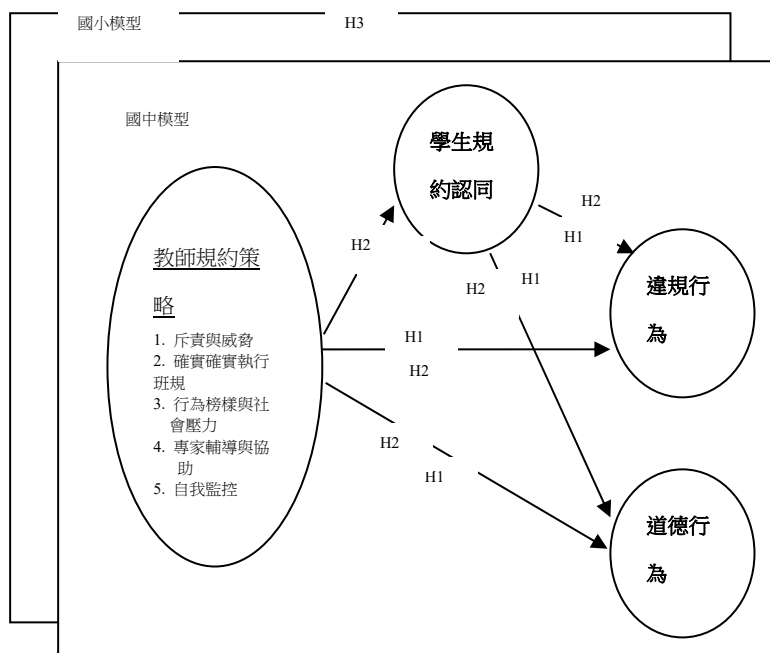 國小模型
H3
國中模型
學生規
約認同
H2
H1
H2
H2
H1
教師規約策
略
1. 斥責與威脅
2. 確實確實執行
班規
3. 行為榜樣與社
會壓力
4. 專家輔導與協
助
5. 自我監控
H1
H2
違規行
為
H2
H1
道德行
為